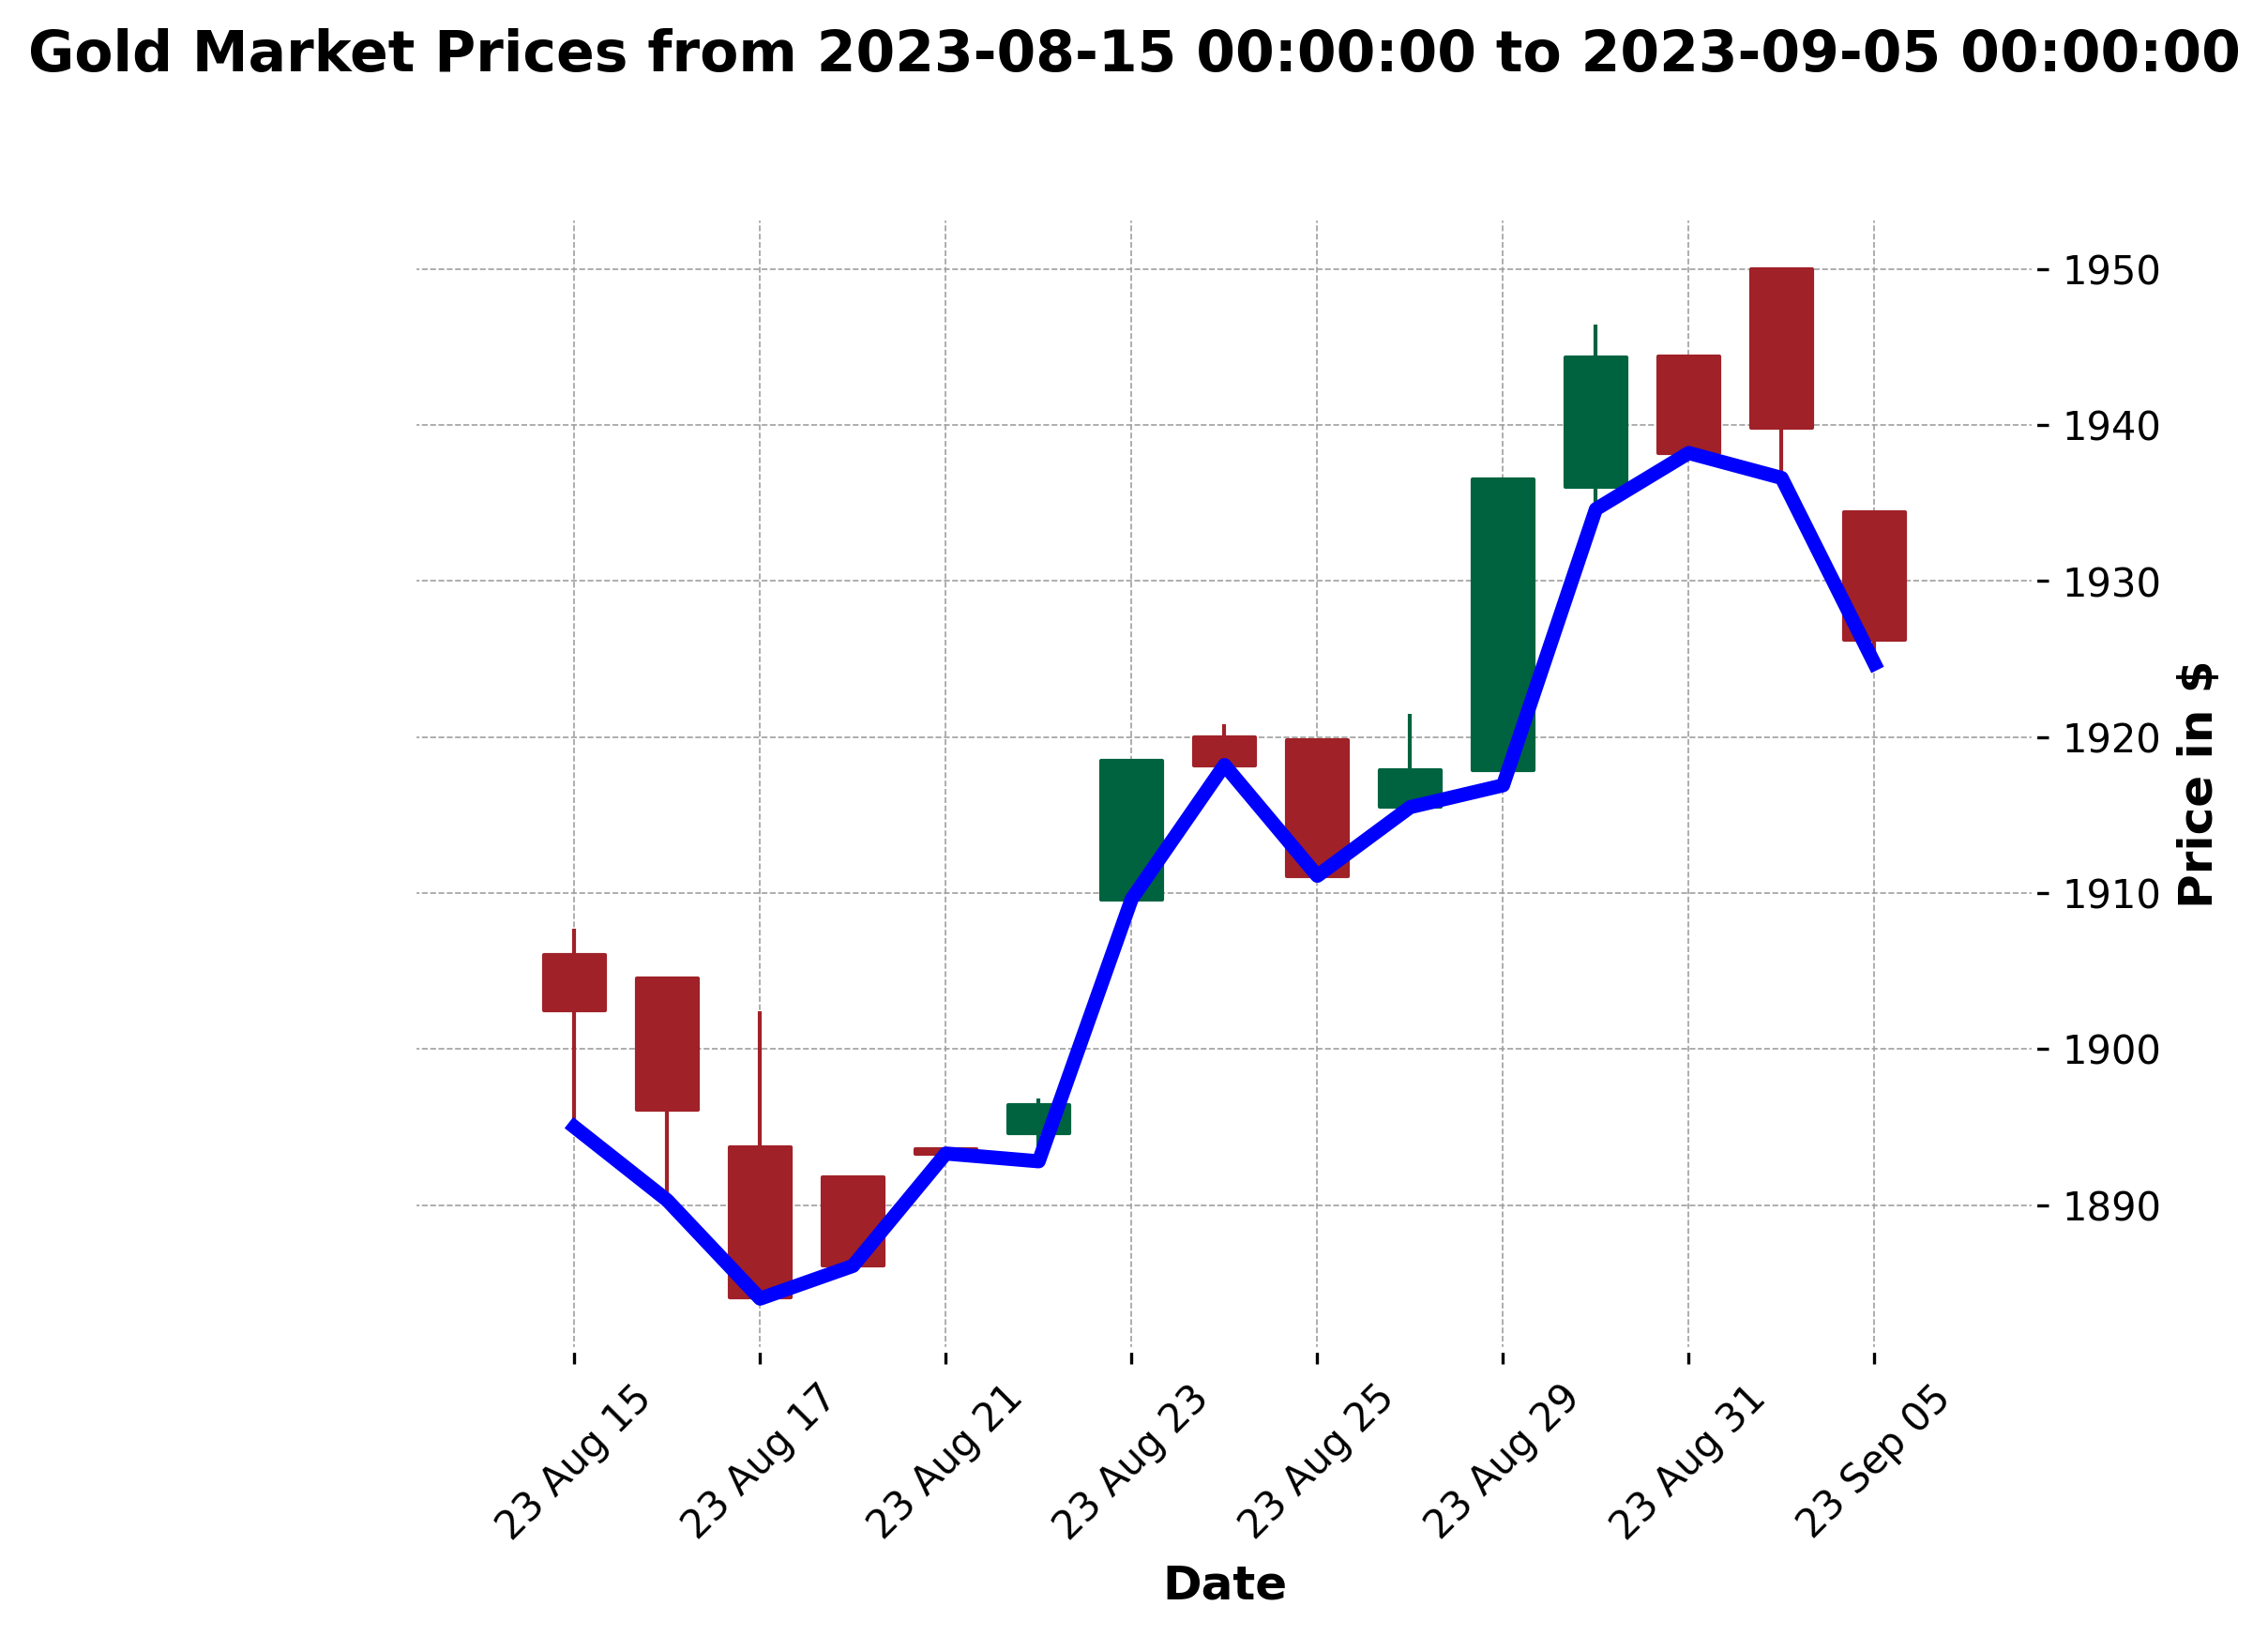 Gold Market Prices from 2023-08-15 00:00:00 to 2023-09-05 00:00:00
1950
1940
1930
1920
1910
1900
1890
Price in $
23 Aug 15
23 Aug 17
23 Aug 21
23 Aug 23
23 Aug 25
23 Aug 29
23 Aug 31
23 Sep 05
Date